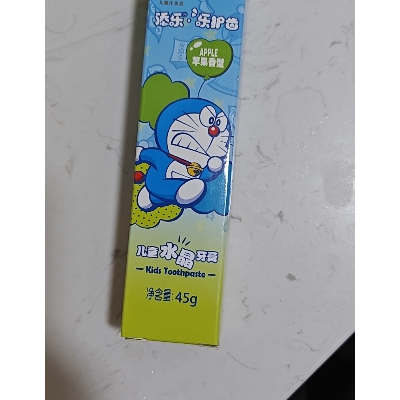 添乐·乐护齿
APPLE
苹果香型
儿童水晶牙膏
Kids Toothpaste
净含量:45g